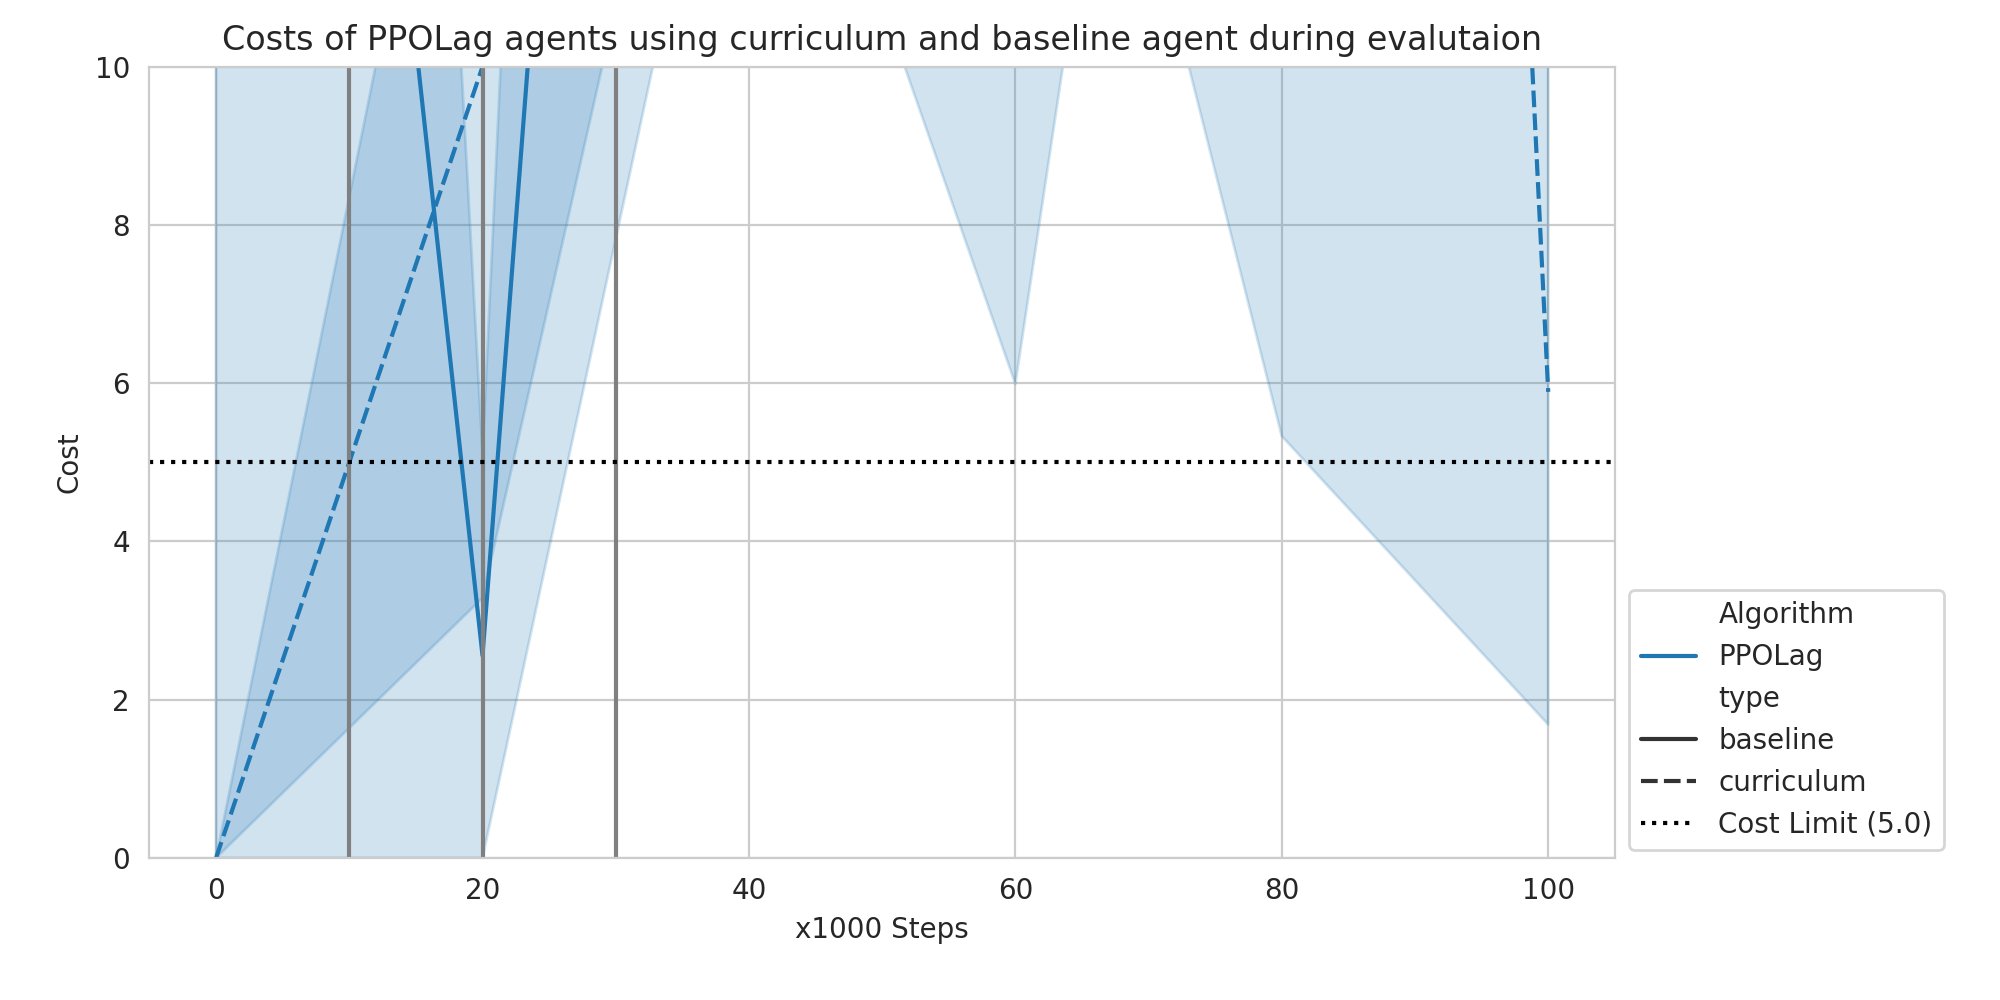 Costs of PPOLag agents using curriculum and baseline agent during evalutaion
10
8
6
4
2
0
Cost
0 20 40 60 80 100
x1000 Steps
Algorithm
PPOLag
type
baseline
curriculum
Cost Limit (5.0)